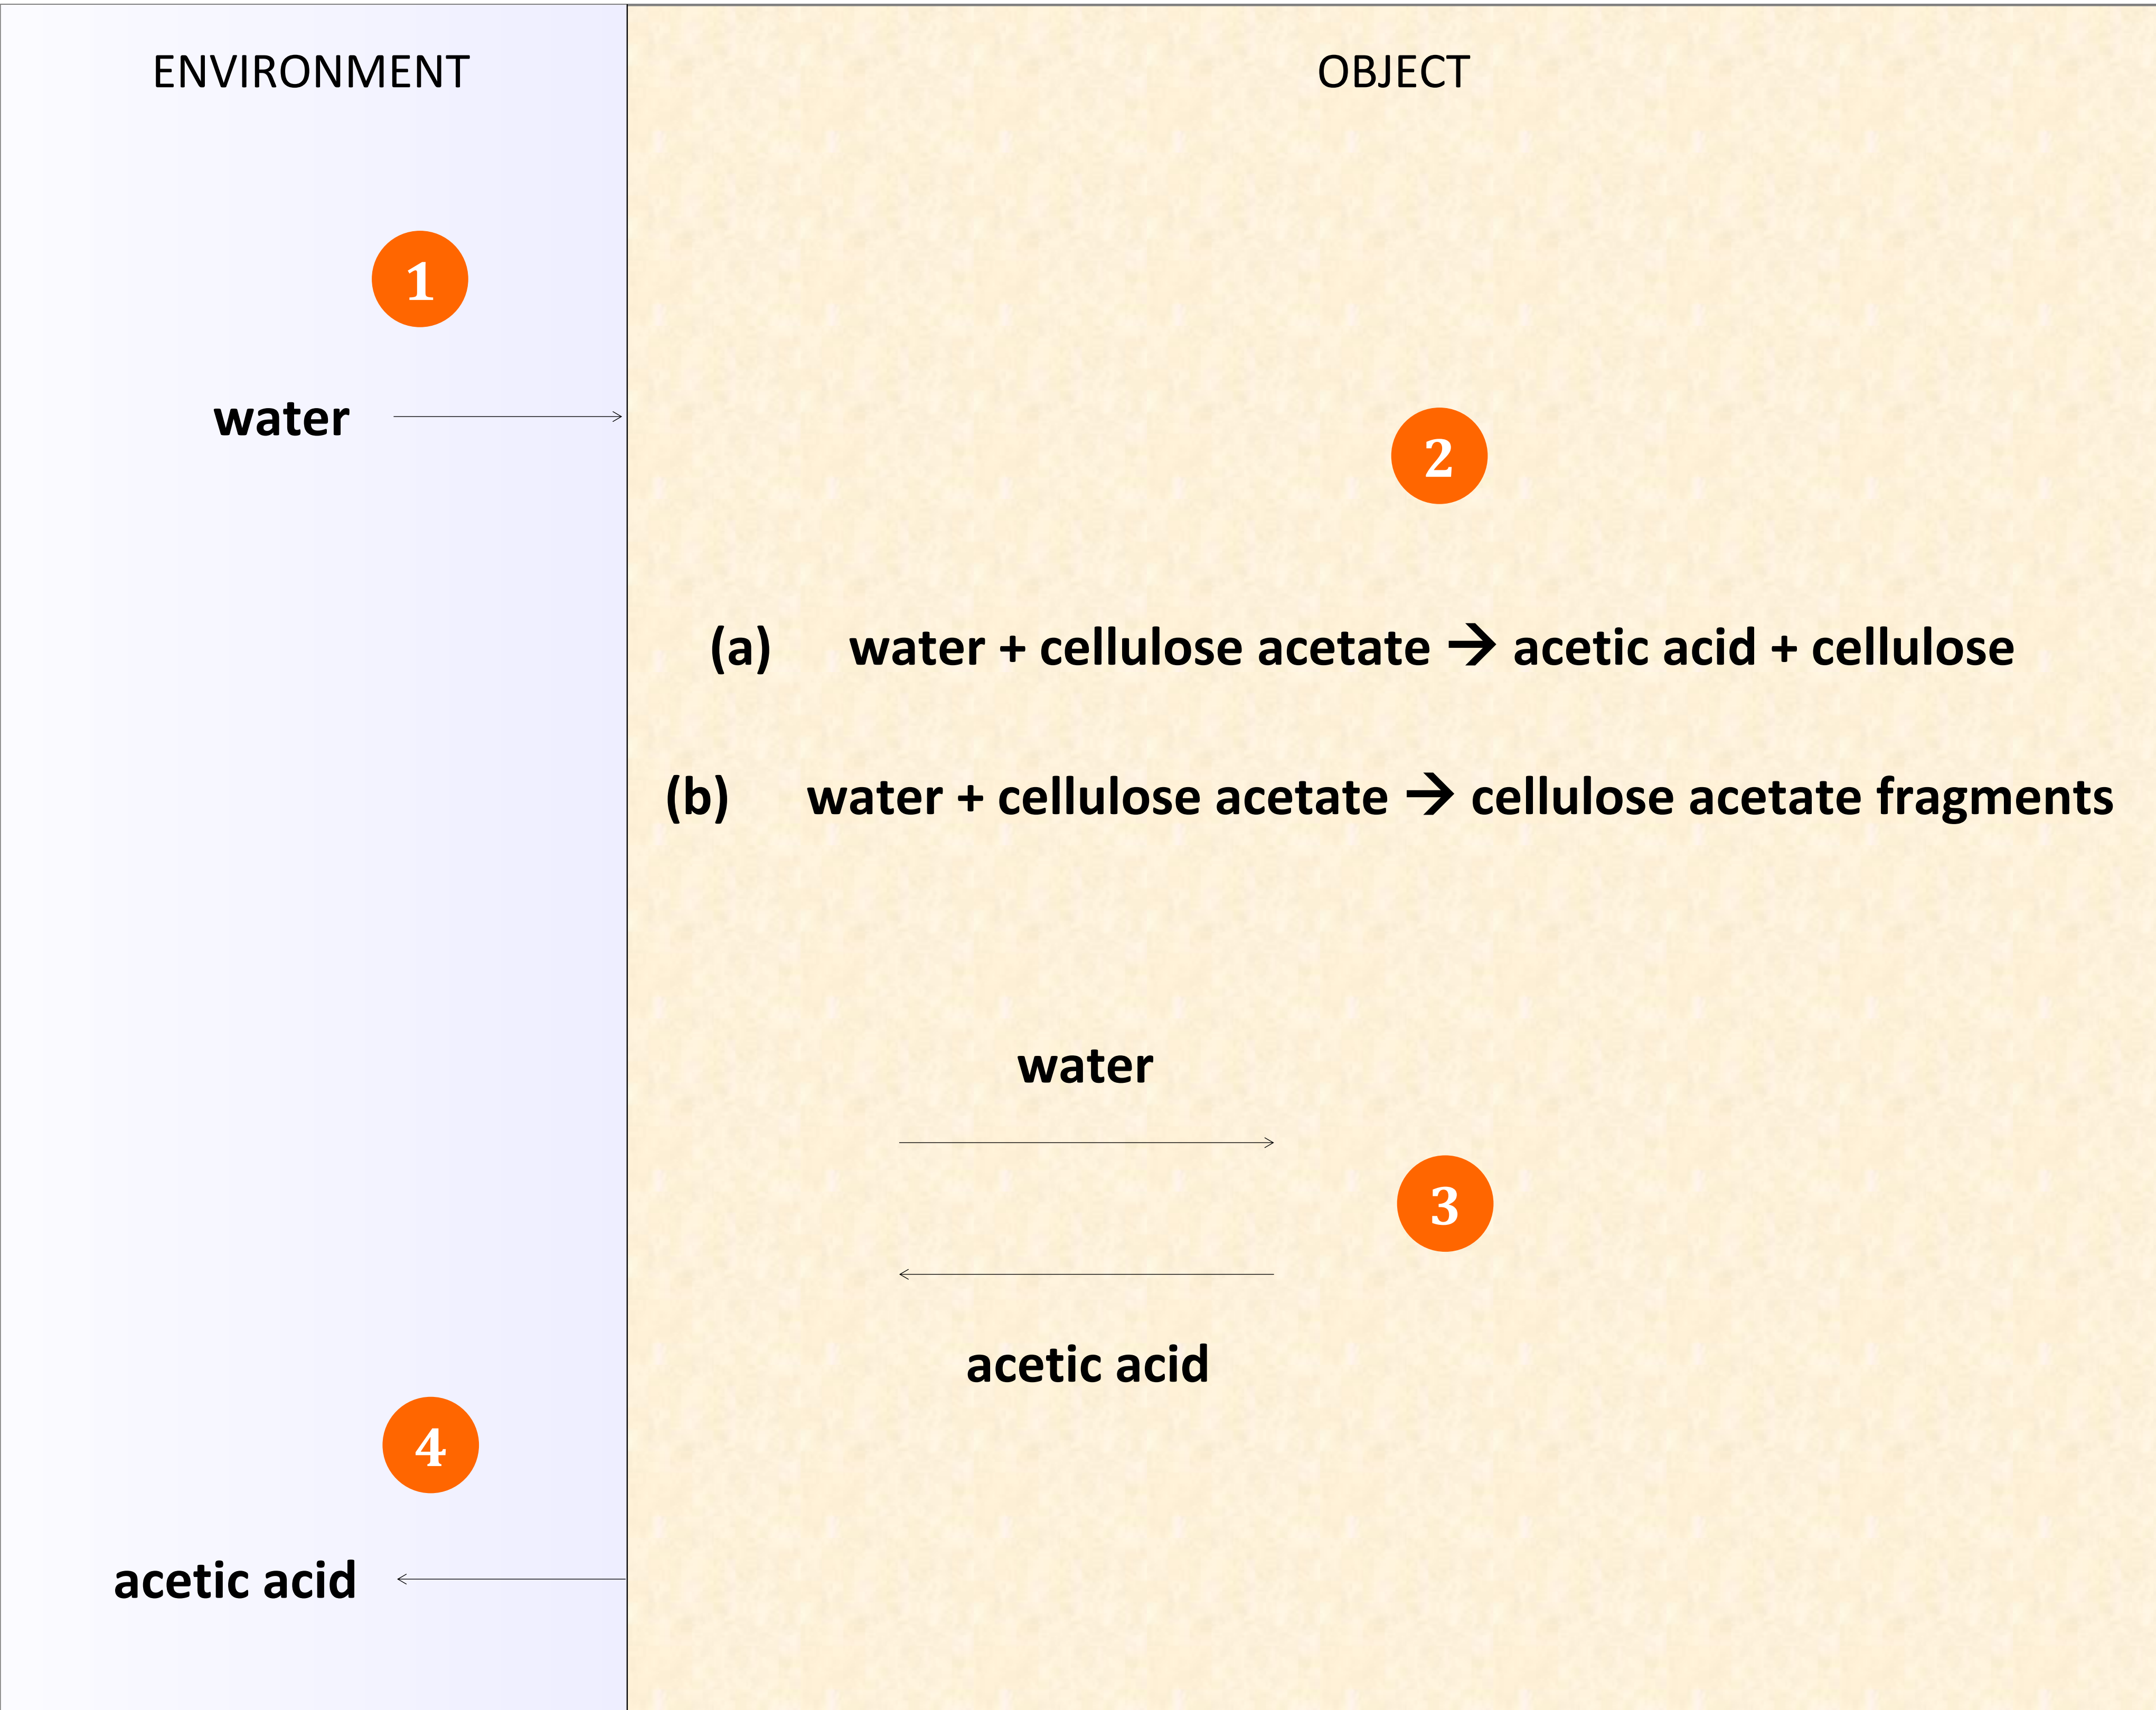 ENVIRONMENT
OBJECT
1
water
2
(a) water + cellulose acetate → acetic acid + cellulose
(b) water + cellulose acetate → cellulose acetate fragments
water
3
acetic acid
4
acetic acid